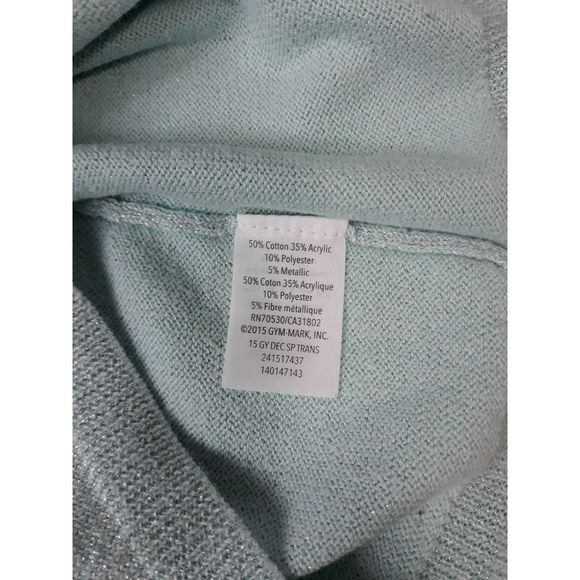 50% Cotton 35% Acrylic
10% Polyester
5% Metallic
50% Coton 35% Acrylique
10% Polyester
5% Fibre métallique
RN70530/CA31802
©2015 GYM-MARK, INC.
15 GY DEC SP TRANS
241517437
140147143